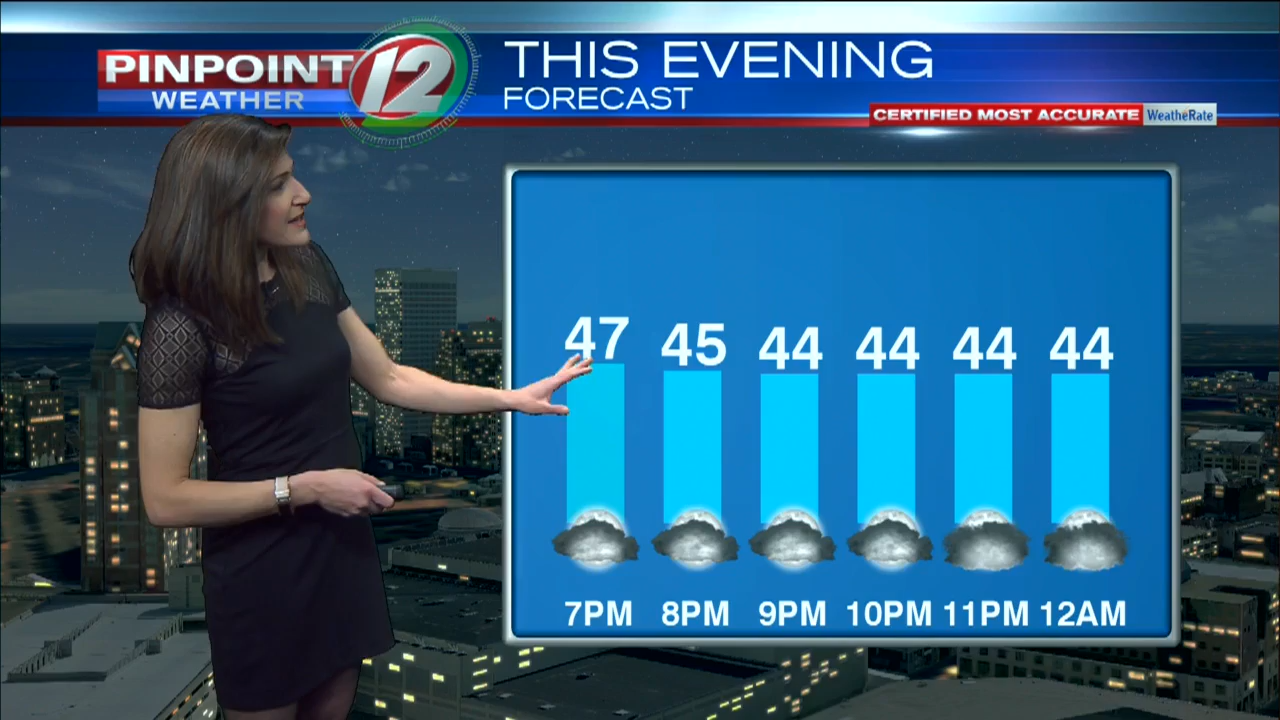 PINPOINT 12
WEATHER
THIS EVENING
FORECAST
CERTIFIED MOST ACCURATE WeatheRate
47 45 44 44 44 44
7PM 8PM 9PM 10PM 11PM 12AM